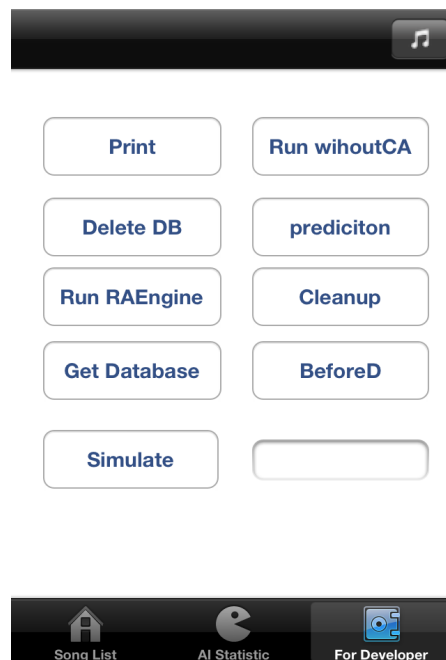 Print
Run wihoutCA
Delete DB
prediciton
Run RAEngine
Cleanup
Get Database
BeforeD
Simulate
Song List
AI Statistic
For Developer